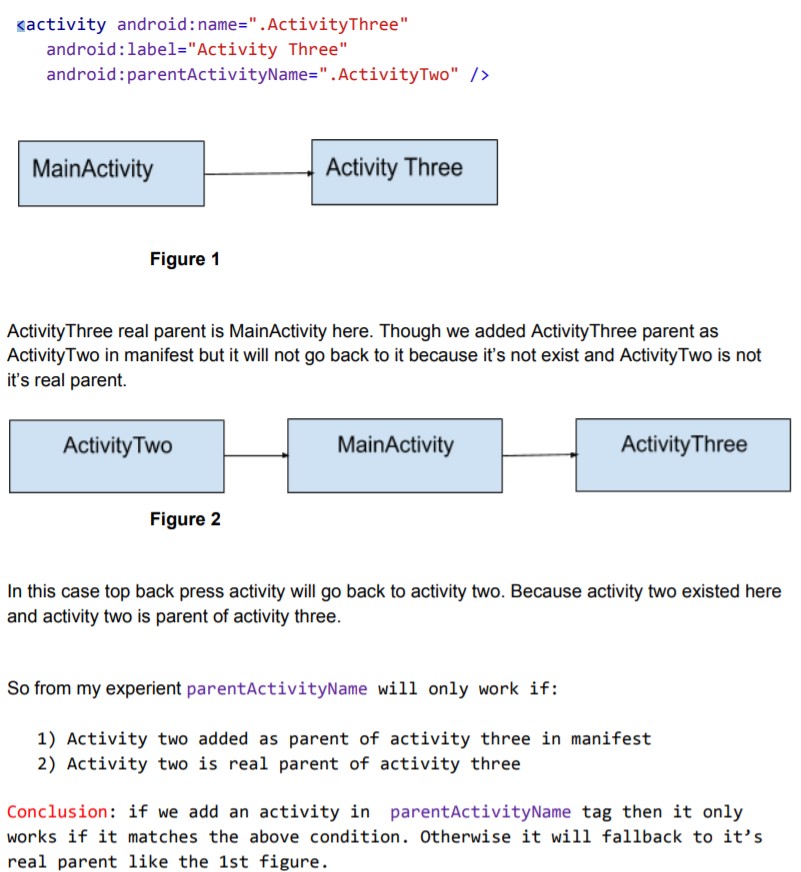 <activity android:name=".ActivityThree"
android:label="Activity Three"
android:parentActivityName=".ActivityTwo" />
MainActivity
Activity Three
Figure 1
ActivityThree real parent is MainActivity here. Though we added ActivityThree parent as
ActivityTwo in manifest but it will not go back to it because it's not exist and ActivityTwo is not
it's real parent.
ActivityTwo
MainActivity
ActivityThree
Figure 2
In this case top back press activity will go back to activity two. Because activity two existed here
and activity two is parent of activity three.
So from my experient parentActivityName will only work if:
1) Activity two added as parent of activity three in manifest
2) Activity two is real parent of activity three
Conclusion: if we add an activity in parentActivityName tag then it only
works if it matches the above condition. Otherwise it will fallback to it's
real parent like the 1st figure.